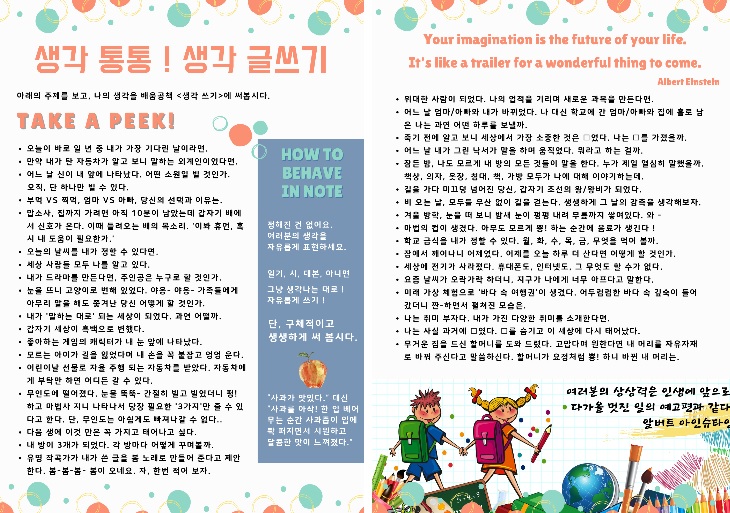 생각 통통 ! 생각 글쓰기
아래의 주제를 보고, 나의 생각을 배움공책 <생각 쓰기>에 써봅시다.
TAKE A PEEK!
• 오늘이 바로 일 년 중 내가 가장 기다린 날이라면,
• 만약 내가 탄 자동차가 알고 보니 말하는 외계인이었다면.
• 어느 날 신이 내 앞에 나타났다. 어떤 소원을 빌 것인가.
오직, 단 하나만 빌 수 있다.
• 부먹 VS 찍먹, 엄마 VS 아빠, 당신의 선택과 이유는.
• 맙소사, 집까지 가려면 아직 10분이 남았는데 갑자기 배에
서 신호가 온다. 이때 들려오는 배의 목소리. '이봐 휴먼, 혹
시 내 도움이 필요한가.'
• 오늘의 날씨를 내가 정할 수 있다면.
• 세상 사람들 모두 나를 알고 있다.
• 내가 드라마를 만든다면, 주인공은 누구로 할 것인가.
• 눈을 뜨니 고양이로 변해 있었다. 야옹- 야옹- 가족들에게
아무리 말을 해도 쫓겨나 당신 어떻게 할 것인가.
• 내가 '말하는 대로' 되는 세상이 되었다. 과연 어떨까.
• 갑자기 세상이 흑백으로 변했다.
• 좋아하는 게임의 캐릭터가 내 눈 앞에 나타났다.
• 모르는 아이가 길을 잃었다며 내 손을 꼭 붙잡고 엉엉 운다.
• 어린이날 선물로 자율 주행 되는 자동차를 받았다. 자동차에
게 부탁만 하면 어디든 갈 수 있다.
• 무인도에 떨어졌다. 눈물 뚝뚝- 간절히 빌고 빌었더니 펑!
하고 마법사 지니 나타나서 당장 필요한 '3가지'만 줄 수 있
다고 한다. 단, 무인도는 아쉽게도 빠져나갈 수 없다..
• 다음 생에 이것 만은 꼭 가지고 태어나고 싶다.
• 내 방이 3개가 되었다. 각 방마다 어떻게 꾸며볼까.
• 유명 작곡가가 내가 쓴 글을 봄 노래로 만들어 준다고 제안
한다. 봄-봄-봄- 봄이 오네요. 자, 한번 적어 보자.
HOW TO
BEHAVE
IN NOTE
정해진 건 없어요.
여러분의 생각을
자유롭게 표현하세요.
일기, 시, 대본, 아니면
그냥 생각나는 대로 !
자유롭게 쓰기 !
단, 구체적이고
생생하게 써 봅시다.
"사과가 맛있다." 대신
"사과를 아삭! 한 입 베어
무는 순간 사과즙이 입에
확 퍼지면서 시원하고
달콤한 맛이 느껴졌다."
Your imagination is the future of your life.
It's like a trailer for a wonderful thing to come.
Albert Einstein
• 위대한 사람이 되었다. 나의 업적을 기리며 새로운 과목을 만든다면.
• 어느 날 엄마/아빠와 내가 바뀌었다. 나 대신 학교에 간 엄마/아빠와 집에 홀로 남
은 나는 과연 어떤 하루를 보낼까.
• 죽기 전에 알고 보니 세상에서 가장 소중한 것은 □였다. 나는 □를 가졌을까.
• 어느 날 내가 그린 낙서가 말을 하며 움직였다. 뭐라고 하는 걸까.
• 잠든 밤, 나도 모르게 내 방의 모든 것들이 말을 한다. 누가 제일 열심히 말했을까.
책상, 의자, 옷장, 침대, 책, 가방 모두가 나에 대해 이야기하는데.
• 길을 가다 미끄덩 넘어진 당신, 갑자기 조선의 왕/왕비가 되었다.
• 비 오는 날, 모두들 우산 없이 길을 걷는다. 생생하게 그 날의 감촉을 생각해보자.
• 겨울 방학, 눈을 떠 보니 밤새 눈이 펑펑 내려 무릎까지 쌓여있다. 와 -
• 마법의 컵이 생겼다. 아무도 모르게 뿅! 하는 순간에 음료가 생긴다 !
• 학교 급식을 내가 정할 수 있다. 월, 화, 수, 목, 금, 무엇을 먹어 볼까.
• 잠에서 깨어나니 어제였다. 어제를 오늘 하루 더 산다면 어떻게 할 것인가.
• 세상에 전기가 사라졌다. 휴대폰도, 인터넷도, 그 무엇도 할 수가 없다.
• 요즘 날씨가 오락가락 하더니, 지구가 나에게 너무 아프다고 말한다.
• 미래 가상 체험으로 '바다 속 여행권'이 생겼다. 어두컴컴한 바다 속 깊숙이 들어
갔더니 짠-하면서 펼쳐진 모습은.
• 나는 취미 부자다. 내가 가진 다양한 취미를 소개한다면.
• 나는 사실 과거에 □였다. □를 숨기고 이 세상에 다시 태어났다.
• 무거운 짐을 드신 할머니를 도와 드렸다. 고맙다며 원한다면 내 머리를 자유자재
로 바꿔 주신다고 말씀하신다. 할머니가 요정처럼 뿅! 하니 바뀐 내 머리는.
여러분의 상상력은 인생에 앞으로
다가올 멋진 일의 예고편과 같다
알버트 아인슈타인